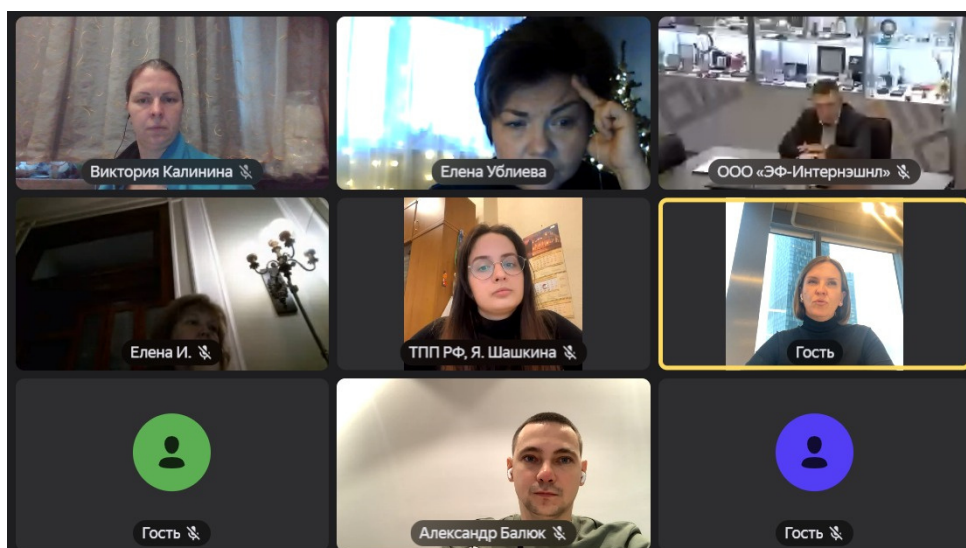 Виктория Калинина
Елена Ублиева
ООО «ЭФ-Интернэшнл»
Елена И.
ТПП РФ, Я. Шашкина
Гость
Гость
Александр Балюк
Гость